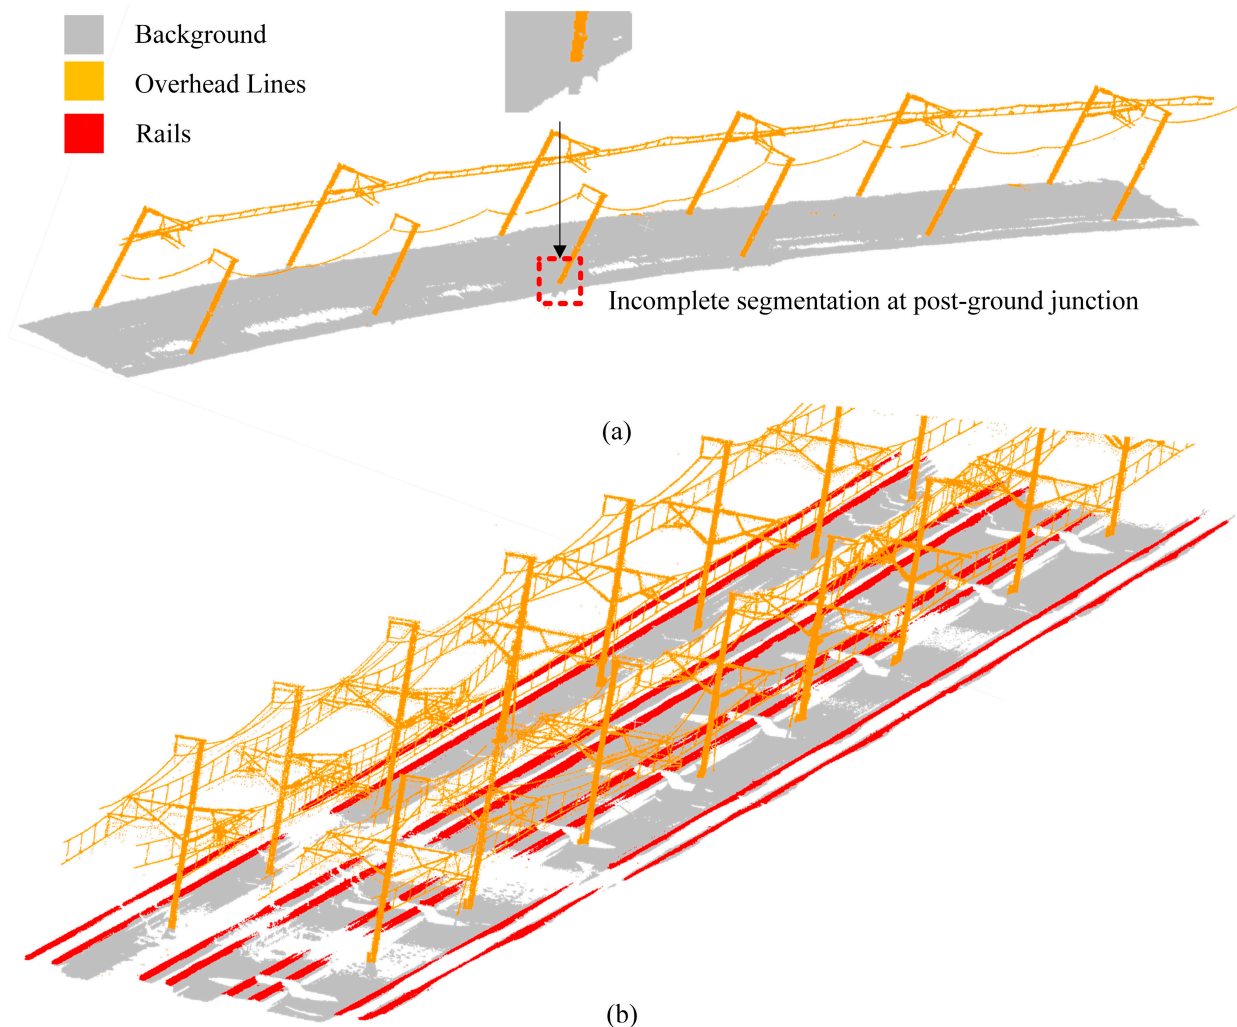 Background
Overhead Lines
Rails
Incomplete segmentation at post-ground junction
(a)
(b)